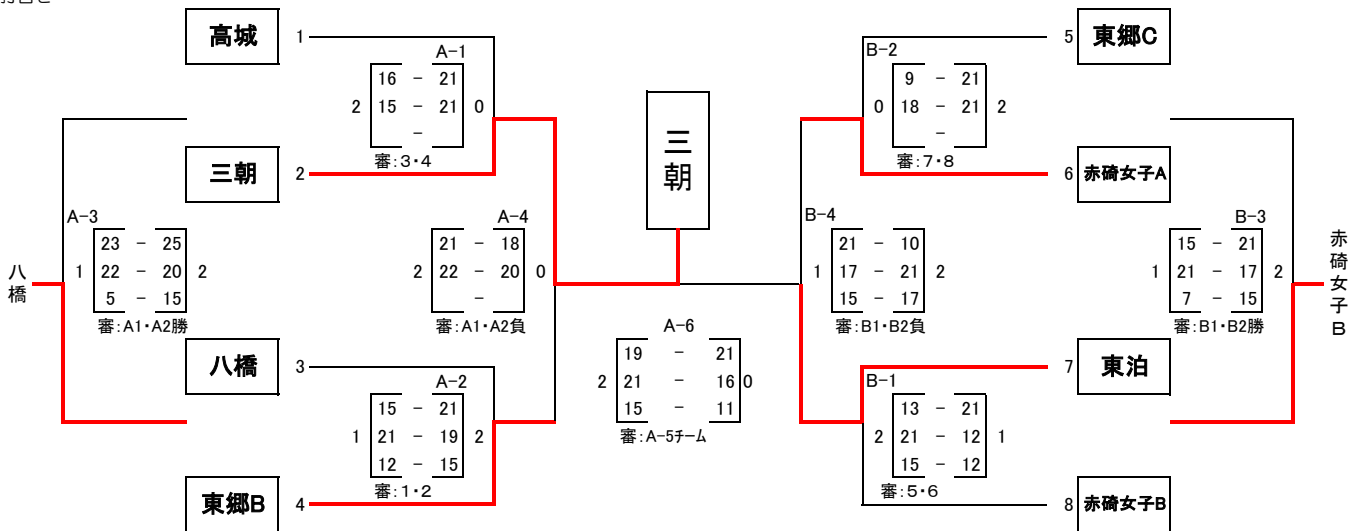 高城 1
A-1
16 - 21
2 15 - 21 0
-
審:3・4
三朝 2
A-3
23 - 25
1 22 - 20 2
5 - 15
審:A1・A2勝
八橋
A-4
21 - 18
2 22 - 20 0
-
審:A1・A2負
八橋 3
A-2
15 - 21
1 21 - 19 2
12 - 15
審:1・2
東郷B 4
三朝
A-6
19 - 21
2 21 - 16 0
15 - 11
審:A-5チーム
5 東郷C
B-2
9 - 21
0 18 - 21 2
-
審:7・8
6 赤碕女子A
B-4
21 - 10
1 17 - 21 2
15 - 17
審:B1・B2負
B-3
15 - 21
1 21 - 17 2
7 - 15
審:B1・B2勝
赤碕女子B
7 東泊
B-1
13 - 21
2 21 - 12 1
15 - 12
審:5・6
8 赤碕女子B